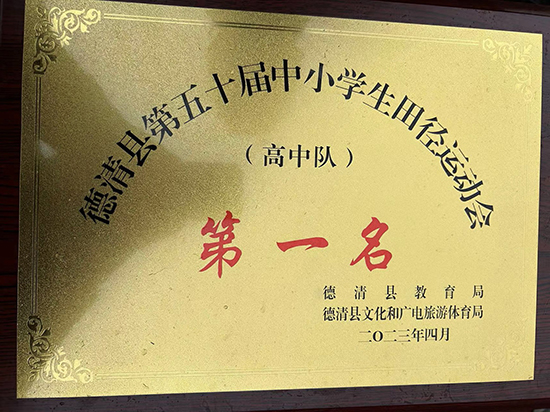 德清县第五十届中小学生田径运动会
（高中队）
第一名
德清县教育局
德清县文化和广电旅游体育局
二〇二三年四月